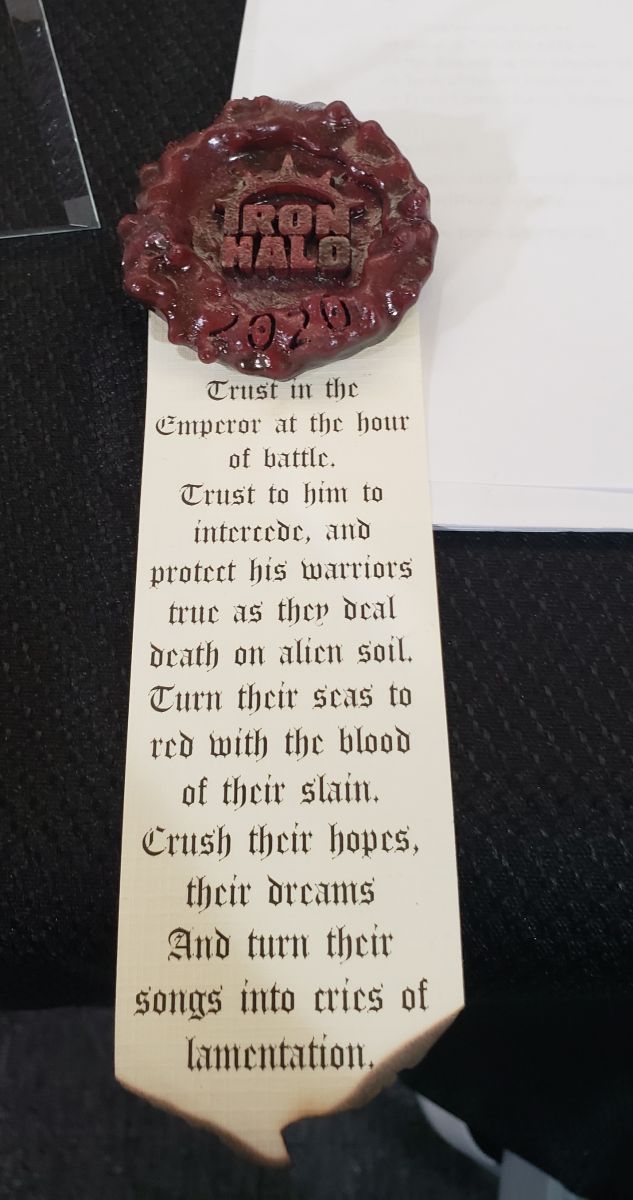 IRON
HALO
2020
Trust in the
Emperor at the hour
of battle.
Trust to him to
intercede, and
protect his warriors
true as they deal
death on alien soil.
Turn their seas to
red with the blood
of their slain.
Crush their hopes,
their dreams
And turn their
songs into cries of
lamentation.